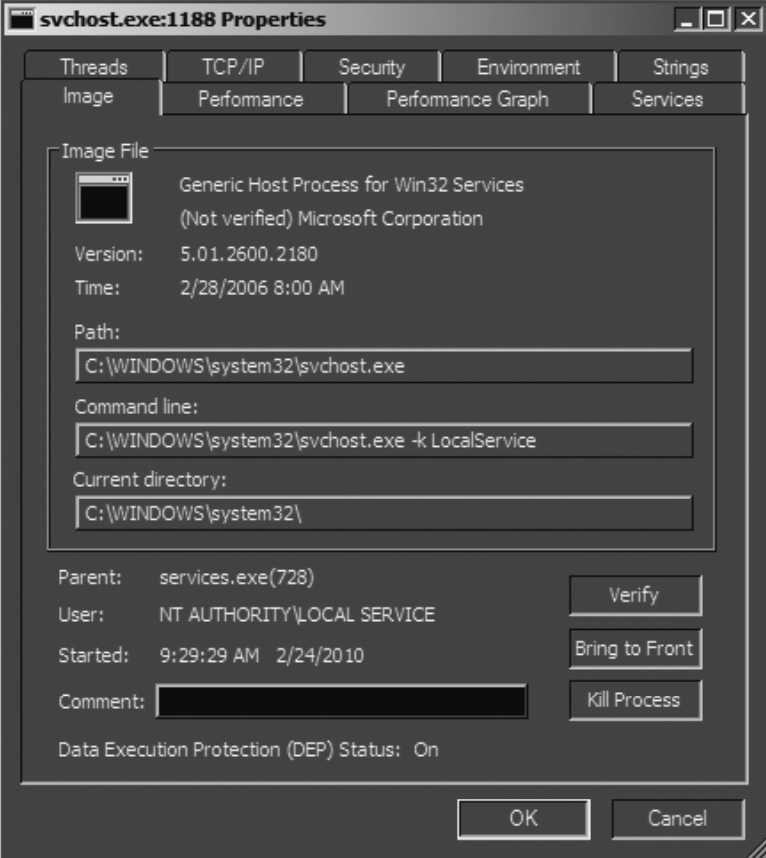 svchost.exe:1188 Properties
Threads TCP/IP Security Environment Strings
Image Performance Performance Graph Services
Image File
Generic Host Process for Win32 Services
(Not verified) Microsoft Corporation
Version: 5.01.2600.2180
Time: 2/28/2006 8:00 AM
Path:
C:\WINDOWS\system32\svchost.exe
Command line:
C:\WINDOWS\system32\svchost.exe -k LocalService
Current directory:
C:\WINDOWS\system32\
Parent: services.exe(728)
Verify
User: NT AUTHORITY\LOCAL SERVICE
Bring to Front
Started: 9:29:29 AM 2/24/2010
Kill Process
Comment:
Data Execution Protection (DEP) Status: On
OK Cancel